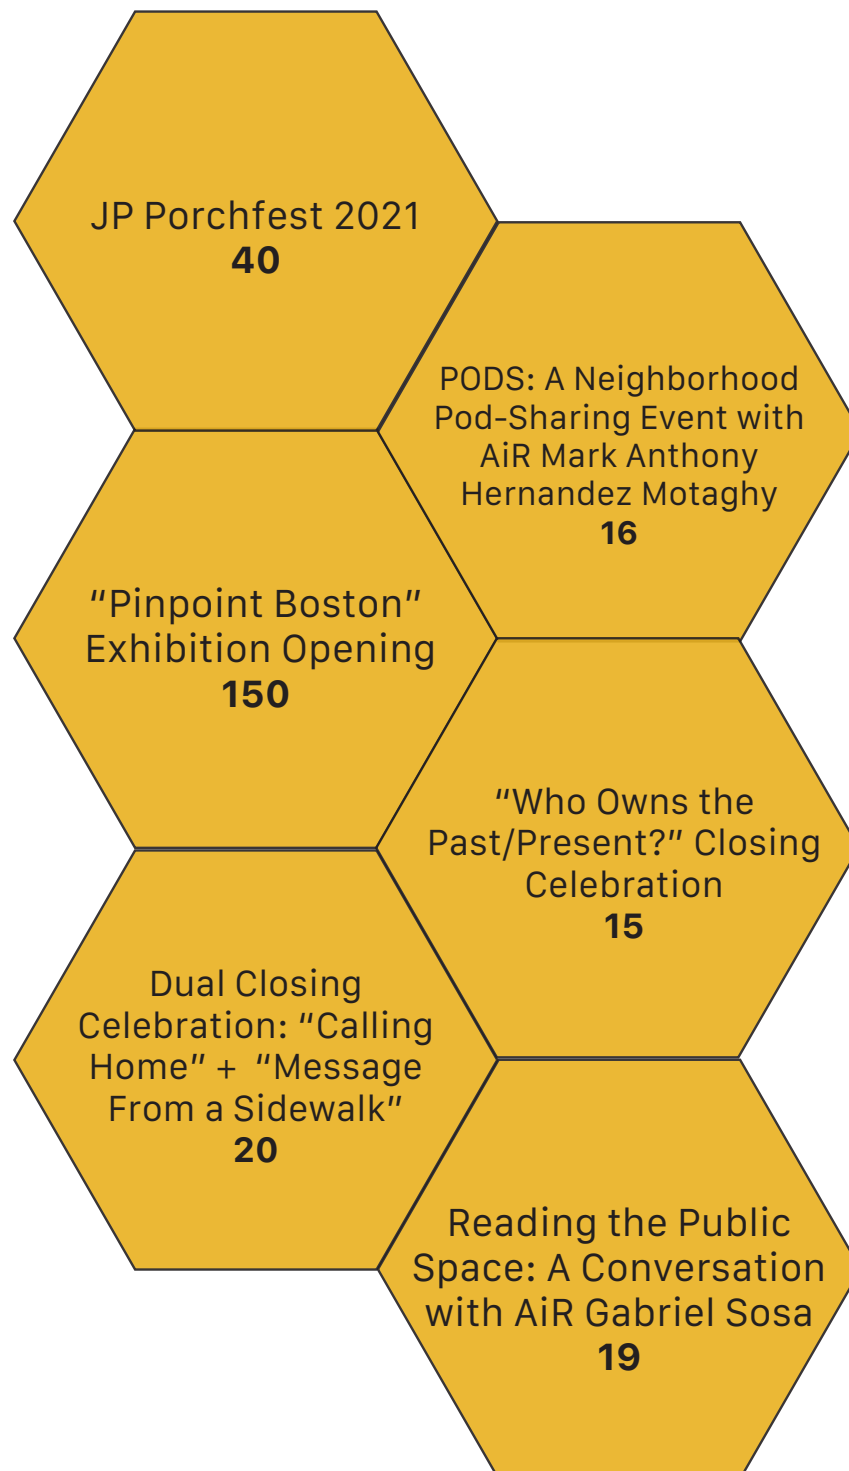 JP Porchfest 2021
40
PODS: A Neighborhood
Pod-Sharing Event with
AiR Mark Anthony
Hernandez Motaghy
16
“Pinpoint Boston”
Exhibition Opening
150
“Who Owns the
Past/Present?” Closing
Celebration
15
Dual Closing
Celebration: “Calling
Home” + “Message
From a Sidewalk”
20
Reading the Public
Space: A Conversation
with AiR Gabriel Sosa
19